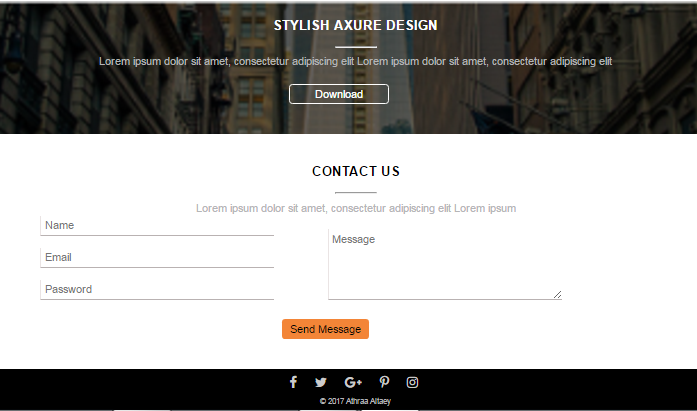 STYLISH AXURE DESIGN
Lorem ipsum dolor sit amet, consectetur adipiscing elit Lorem ipsum dolor sit amet, consectetur adipiscing elit
Download
CONTACT US
Lorem ipsum dolor sit amet, consectetur adipiscing elit Lorem ipsum
Name
Email
Password
Message
Send Message
© 2017 Athraa Altaey